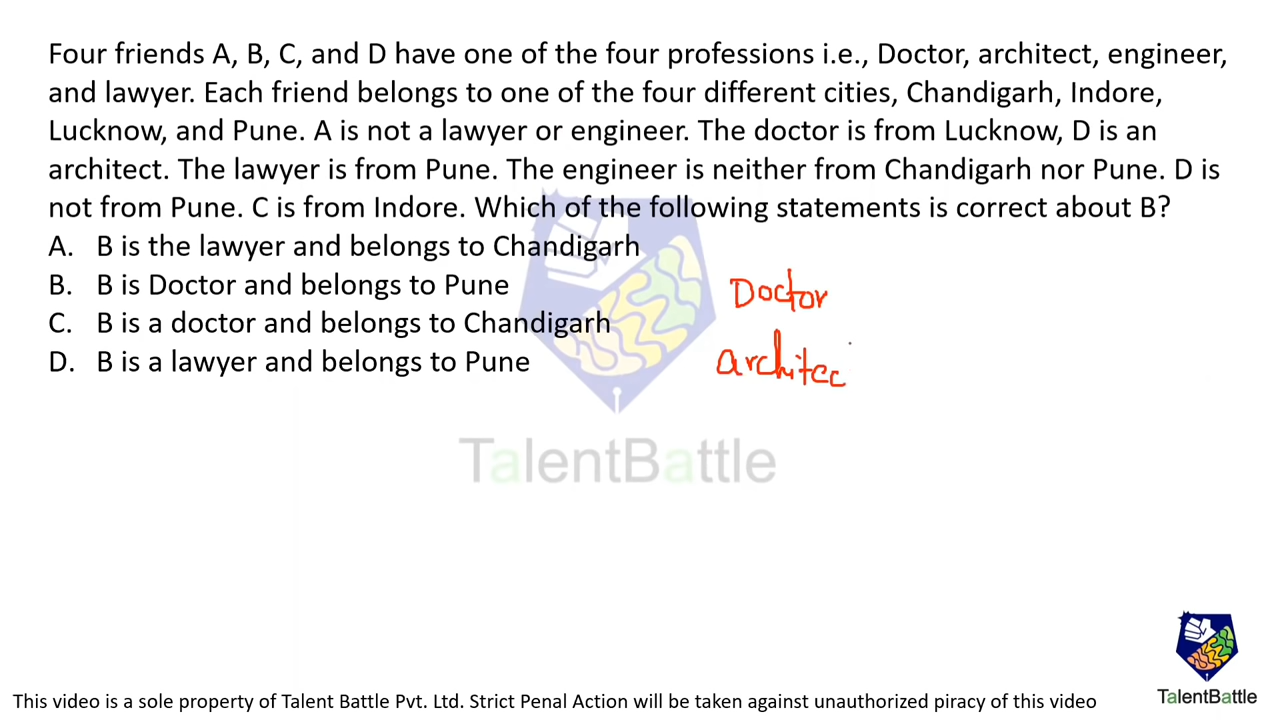 Four friends A, B, C, and D have one of the four professions i.e., Doctor, architect, engineer,
and lawyer. Each friend belongs to one of the four different cities, Chandigarh, Indore,
Lucknow, and Pune. A is not a lawyer or engineer. The doctor is from Lucknow, D is an
architect. The lawyer is from Pune. The engineer is neither from Chandigarh nor Pune. D is
not from Pune. C is from Indore. Which of the following statements is correct about B?
A. B is the lawyer and belongs to Chandigarh
B. B is Doctor and belongs to Pune
C. B is a doctor and belongs to Chandigarh
D. B is a lawyer and belongs to Pune
Doctor
architec
TalentBattle
TalentBattle
This video is a sole property of Talent Battle Pvt. Ltd. Strict Penal Action will be taken against unauthorized piracy of this video